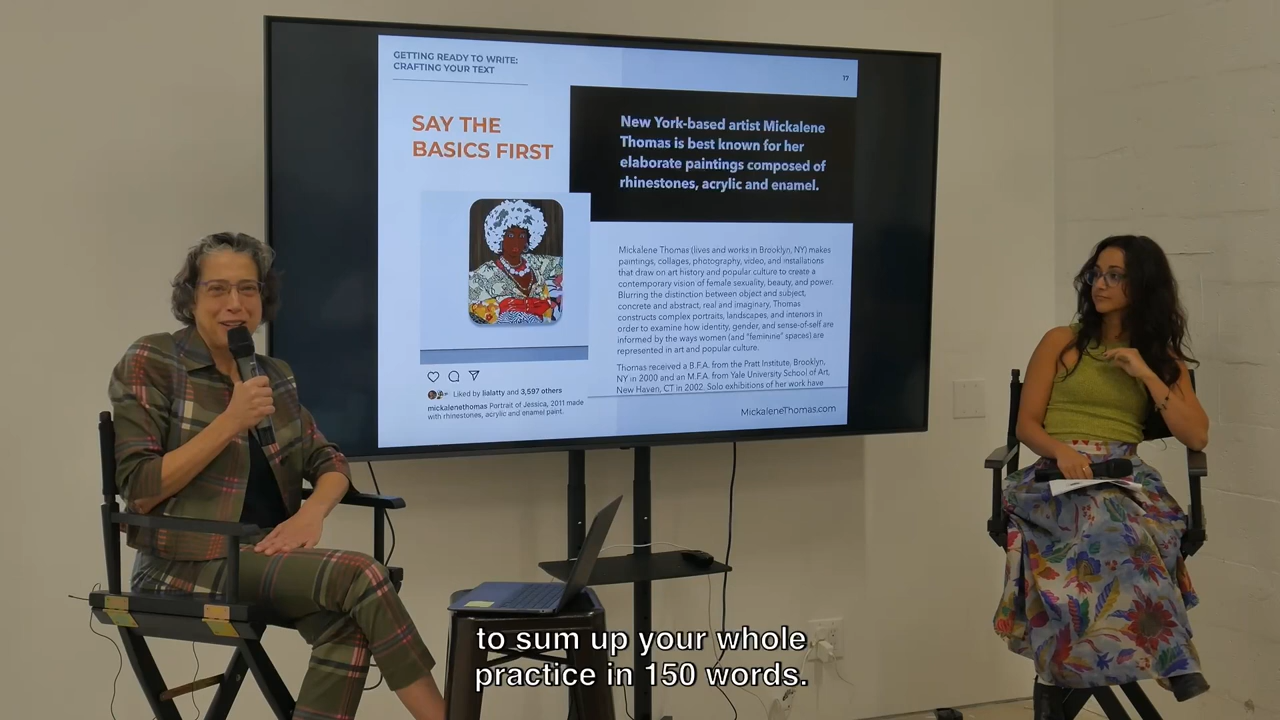 GETTING READY TO WRITE:
CRAFTING YOUR TEXT
17
SAY THE
BASICS FIRST
New York-based artist Mickalene
Thomas is best known for her
elaborate paintings composed of
rhinestones, acrylic and enamel.
Mickalene Thomas (lives and works in Brooklyn, NY) makes
paintings, collages, photography, video, and installations
that draw on art history and popular culture to create a
contemporary vision of female sexuality, beauty, and power.
Blurring the distinction between object and subject,
concrete and abstract, real and imaginary, Thomas
constructs complex portraits, landscapes, and interiors in
order to examine how identity, gender, and sense-of-self are
informed by the ways women (and "feminine" spaces) are
represented in art and popular culture.
Thomas received a B.F.A. from the Pratt Institute, Brooklyn,
NY in 2000 and an M.F.A. from Yale University School of Art,
New Haven, CT in 2002. Solo exhibitions of her work have
Liked by lialatty and 3,597 others
mickalenethomas Portrait of Jessica, 2011 made
with rhinestones, acrylic and enamel paint.
MickaleneThomas.com
to sum up your whole
practice in 150 words.